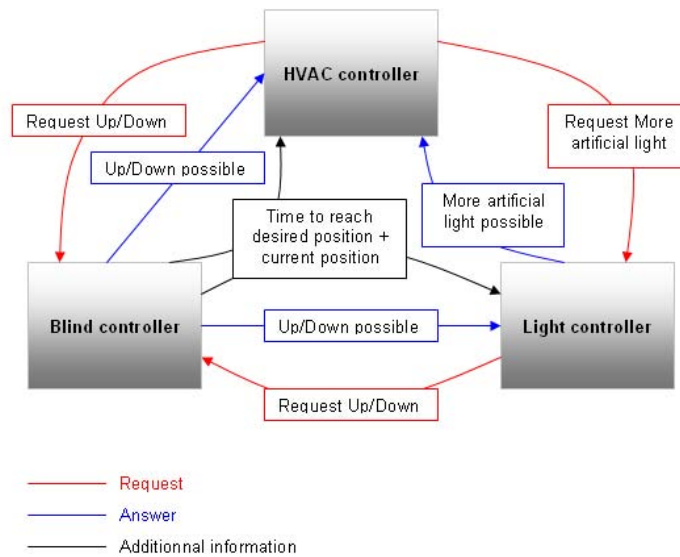 HVAC controller
Request Up/Down
Request More
artificial light
Up/Down possible
More artificial
light possible
Time to reach
desired position +
current position
Blind controller
Up/Down possible
Light controller
Request Up/Down
Request
Answer
Additionnal information